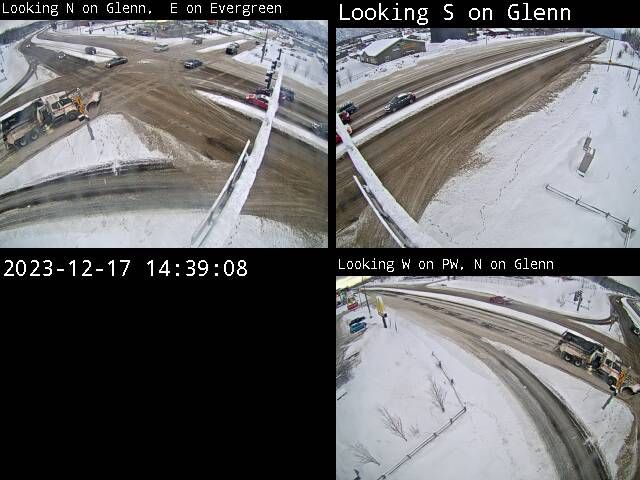 Looking N on Glenn, E on Evergreen
Looking S on Glenn
2023-12-17 14:39:08
Looking W on PW, N on Glenn